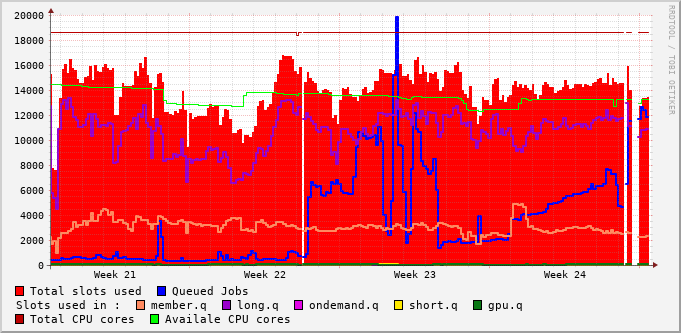 20000
18000
16000
14000
12000
10000
8000
6000
4000
2000
0
Week 21 Week 22 Week 23 Week 24
Total slots used Queued Jobs
Slots used in : member.q long.q ondemand.q short.q gpu.q
Total CPU cores Availale CPU cores
RRDTOOL / TOBI OETIKER